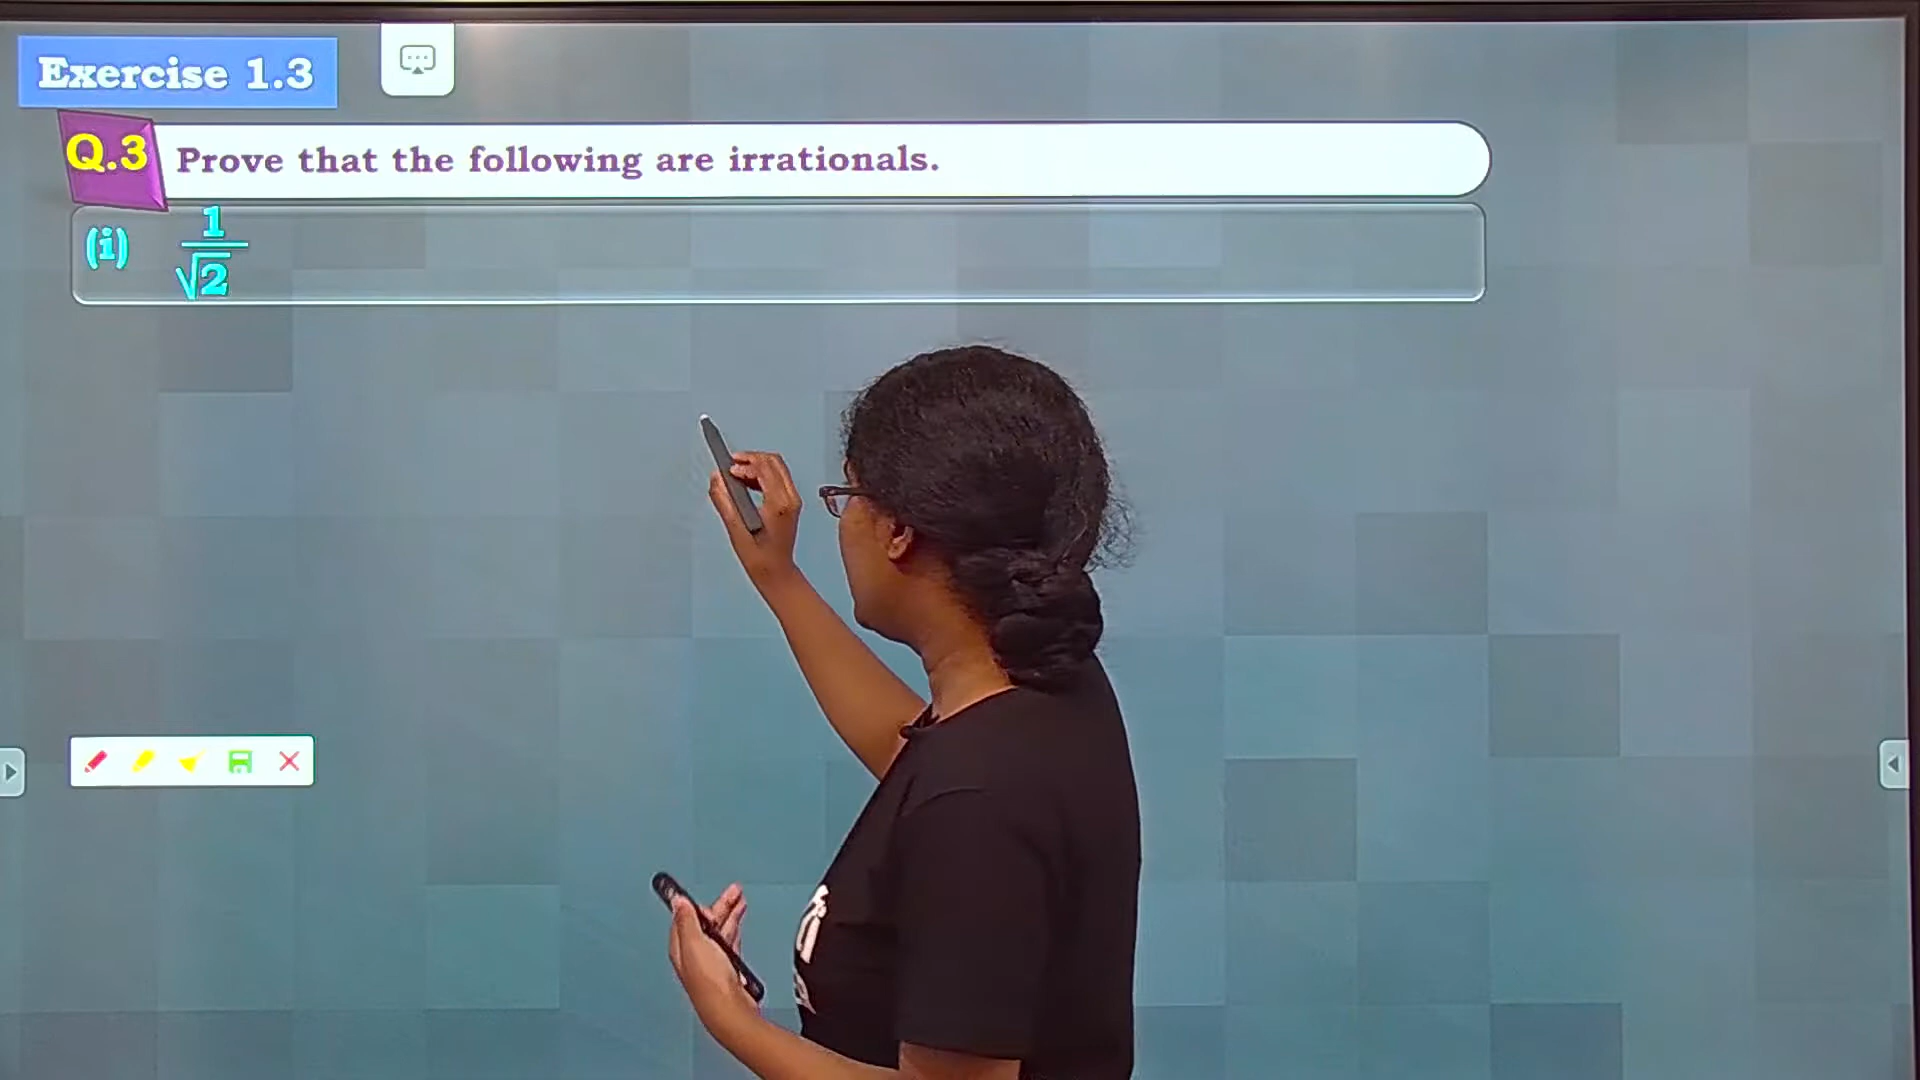 Exercise 1.3
Q.3 Prove that the following are irrationals.
(i) 1/√2